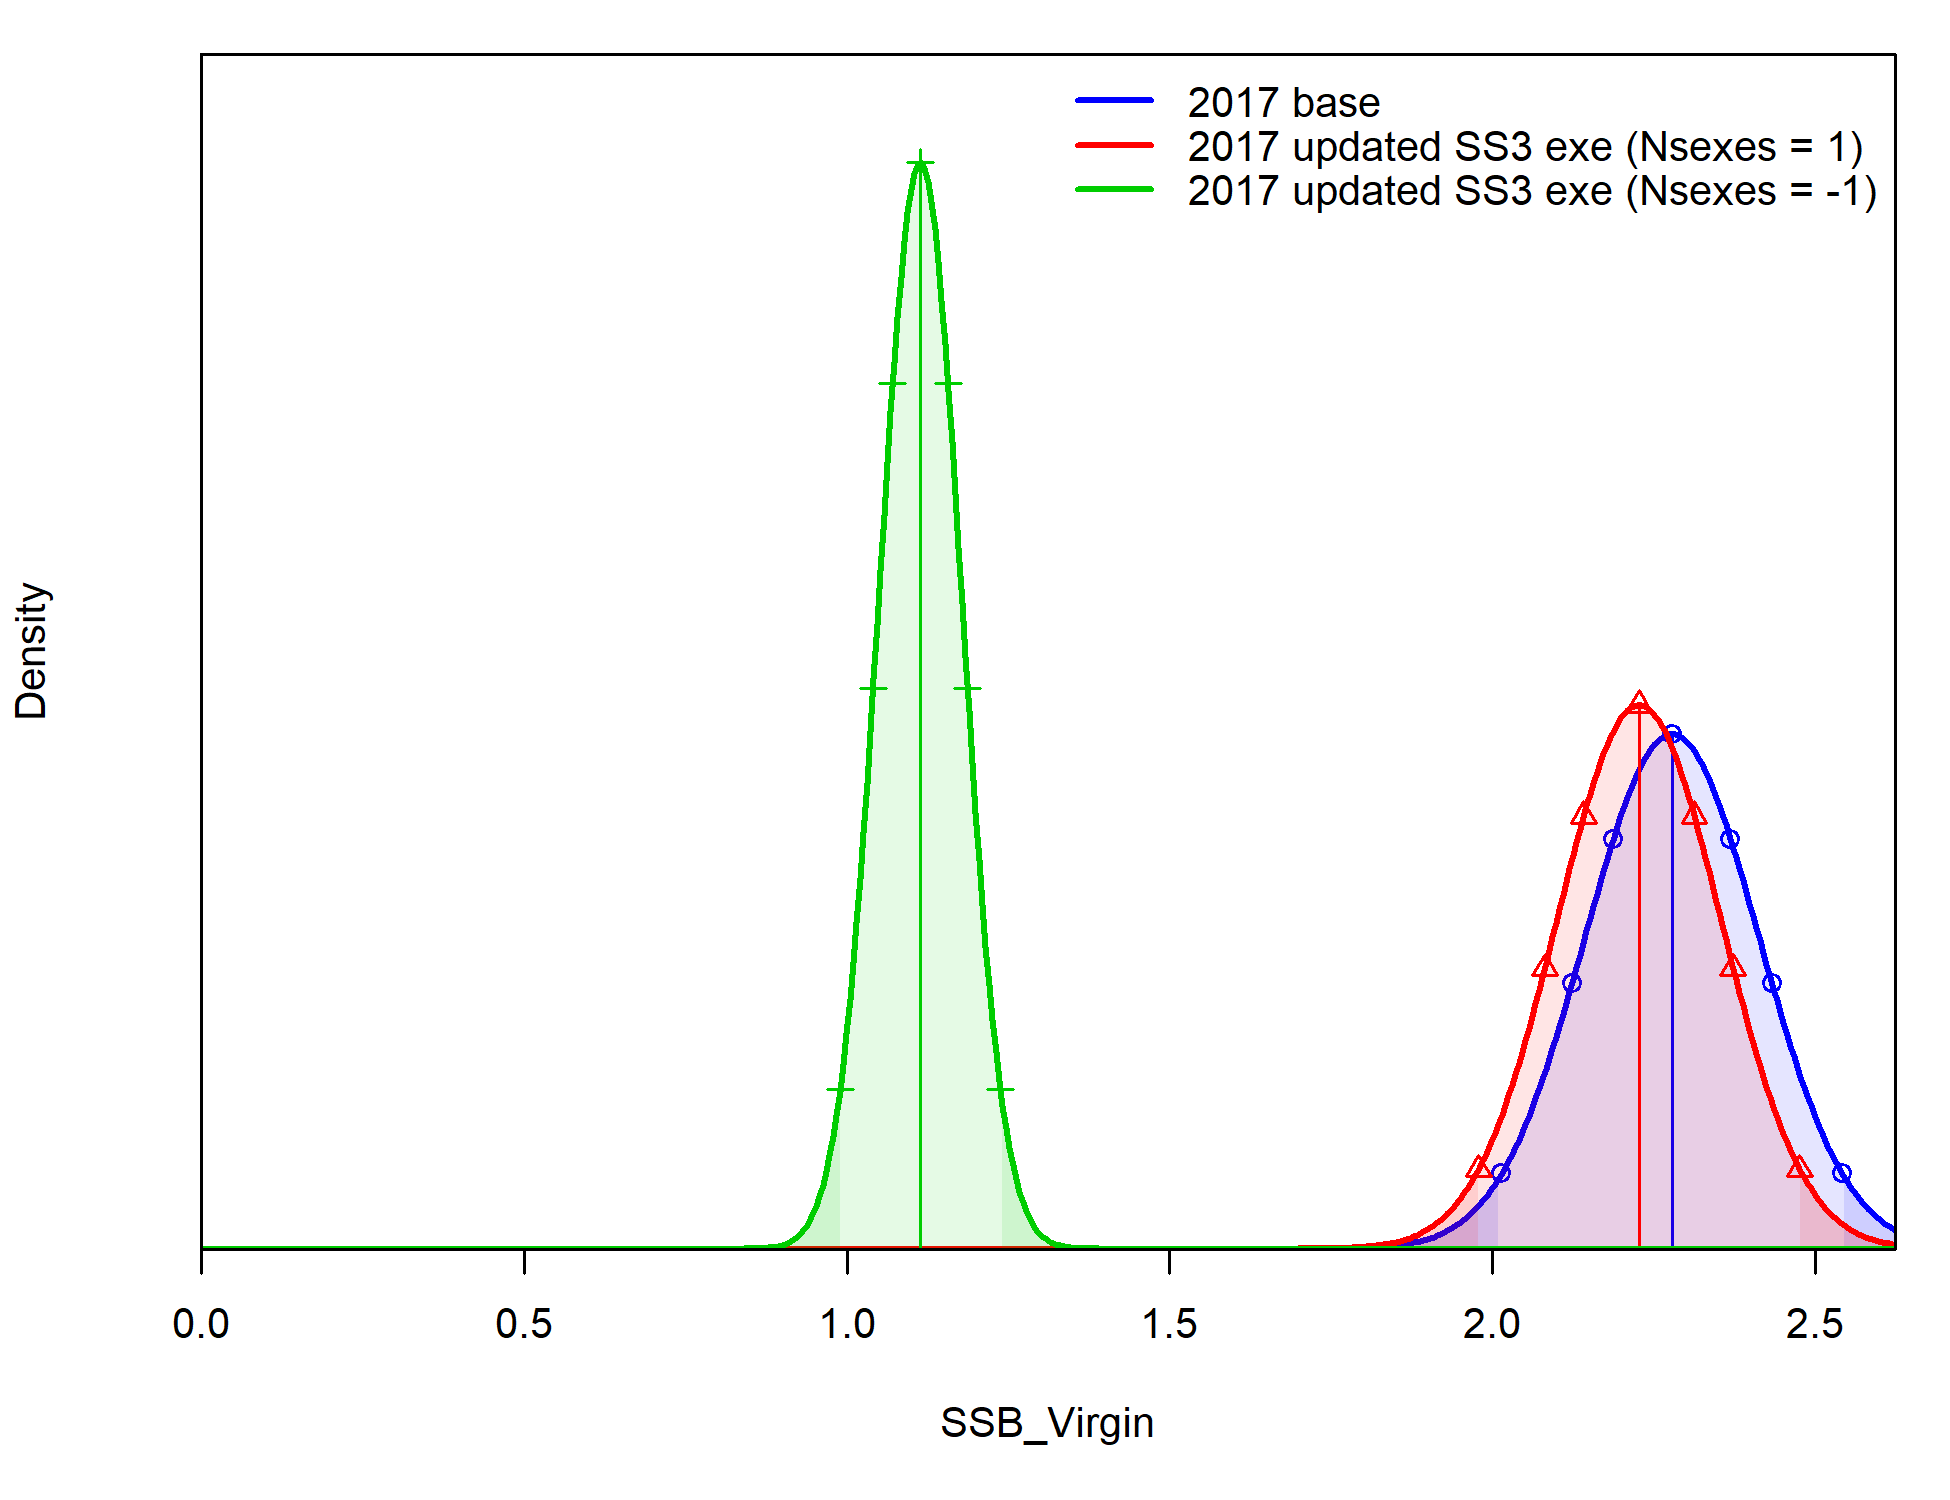 2017 base
2017 updated SS3 exe (Nsexes = 1)
2017 updated SS3 exe (Nsexes = -1)
Density
0.0 0.5 1.0 1.5 2.0 2.5
SSB_Virgin